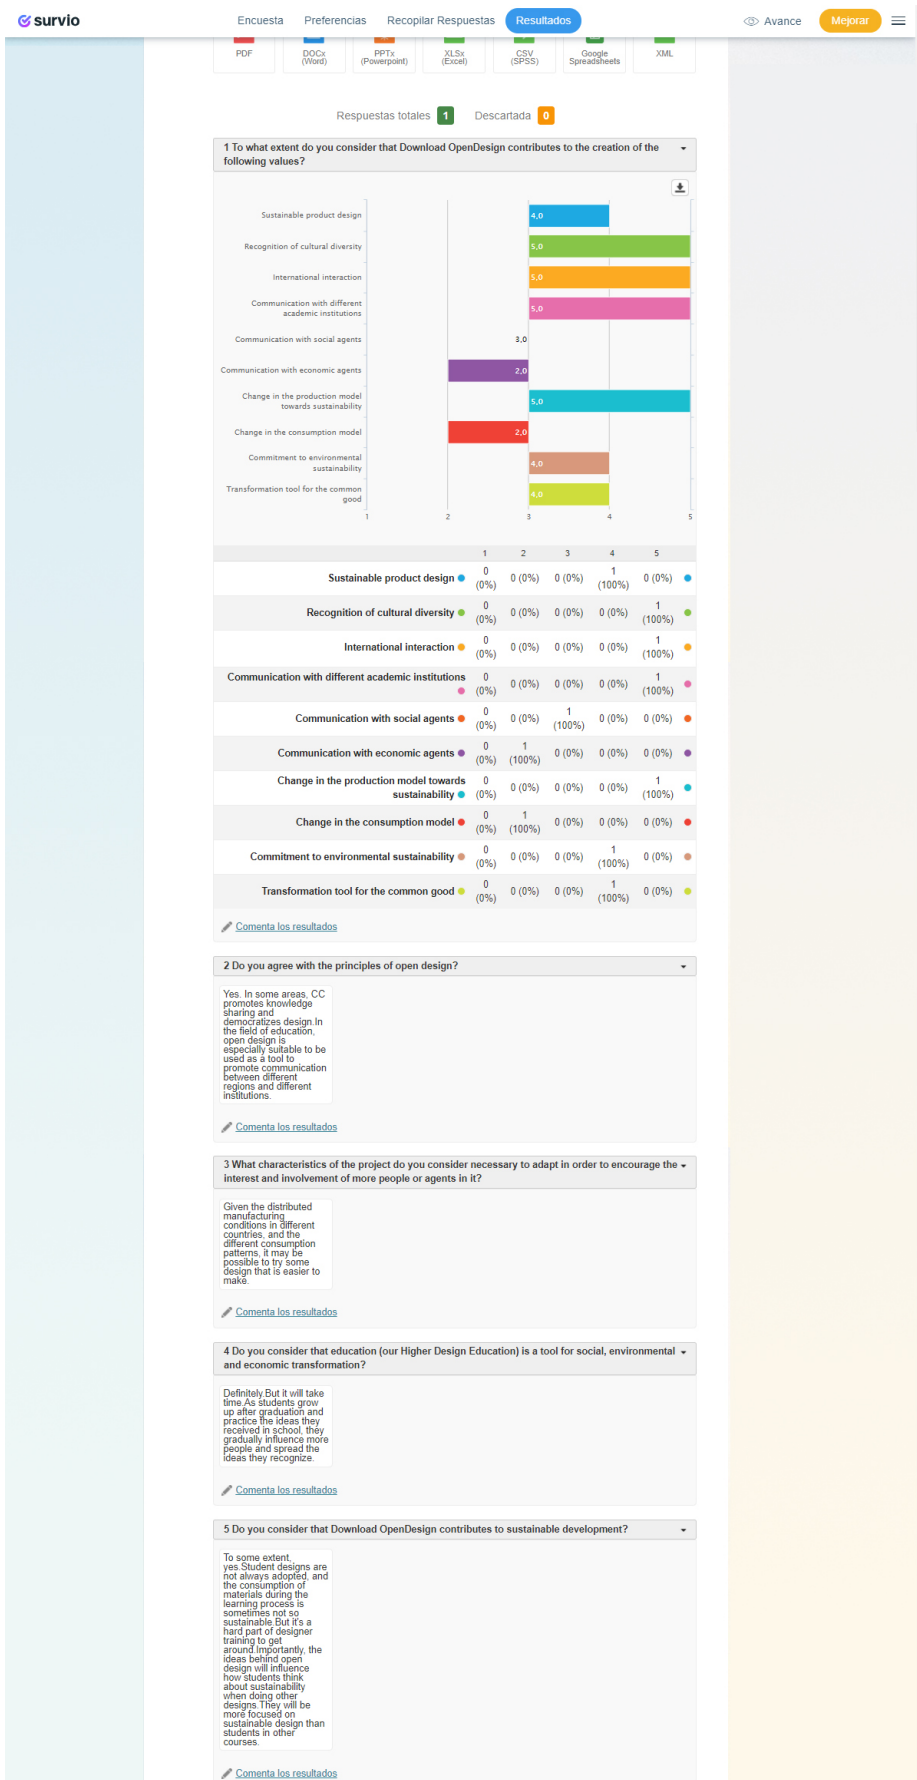 survio
Encuesta Preferencias Recopilar Respuestas Resultados Avance Mejorar
PDF DOCx PPTx XLSx CSV Google XML
(Word) (Powerpoint) (Excel) (SPSS) Spreadsheets
Respuestas totales 1 Descartada 0
1 To what extent do you consider that Download OpenDesign contributes to the creation of the
following values?
Sustainable product design 4,0
Recognition of cultural diversity 5,0
International interaction 5,0
Communication with different
academic institutions 5,0
Communication with social agents 3,0
Communication with economic agents 2,0
Change in the production model
towards sustainability 5,0
Change in the consumption model 2,0
Commitment to environmental
sustainability 4,0
Transformation tool for the common
good 4,0
1 2 3 4 5
1 2 3 4 5
Sustainable product design 0 (0%) 0 (0%) 0 (0%) 1 (100%) 0 (0%)
Recognition of cultural diversity 0 (0%) 0 (0%) 0 (0%) 0 (0%) 1 (100%)
International interaction 0 (0%) 0 (0%) 0 (0%) 0 (0%) 1 (100%)
Communication with different academic institutions 0 (0%) 0 (0%) 0 (0%) 0 (0%) 1 (100%)
Communication with social agents 0 (0%) 0 (0%) 1 (100%) 0 (0%) 0 (0%)
Communication with economic agents 0 (0%) 1 (100%) 0 (0%) 0 (0%) 0 (0%)
Change in the production model towards
sustainability 0 (0%) 0 (0%) 0 (0%) 0 (0%) 1 (100%)
Change in the consumption model 0 (0%) 1 (100%) 0 (0%) 0 (0%) 0 (0%)
Commitment to environmental sustainability 0 (0%) 0 (0%) 0 (0%) 1 (100%) 0 (0%)
Transformation tool for the common good 0 (0%) 0 (0%) 0 (0%) 1 (100%) 0 (0%)
Comenta los resultados
2 Do you agree with the principles of open design?
Yes. In some areas, CC
promotes knowledge
sharing and
democratizes design.In
the field of education,
open design is
especially suitable to be
used as a tool to
promote communication
between different
regions and different
institutions.
Comenta los resultados
3 What characteristics of the project do you consider necessary to adapt in order to encourage the
interest and involvement of more people or agents in it?
Given the distributed
manufacturing
conditions in different
countries, and the
different consumption
patterns, it may be
possible to try some
design that is easier to
make.
Comenta los resultados
4 Do you consider that education (our Higher Design Education) is a tool for social, environmental
and economic transformation?
Definitely.But it will take
time.As students grow
up after graduation and
practice the ideas they
received in school, they
gradually influence more
people and spread the
ideas they recognize.
Comenta los resultados
5 Do you consider that Download OpenDesign contributes to sustainable development?
To some extent,
yes.Student designs are
not always adopted, and
the consumption of
materials during the
learning process is
sometimes not so
sustainable.But it's a
hard part of designer
training to get
around.Importantly, the
ideas behind open
design will influence
how students think
about sustainability
when doing other
designs.They will be
more focused on
sustainable design than
students in other
courses.
Comenta los resultados